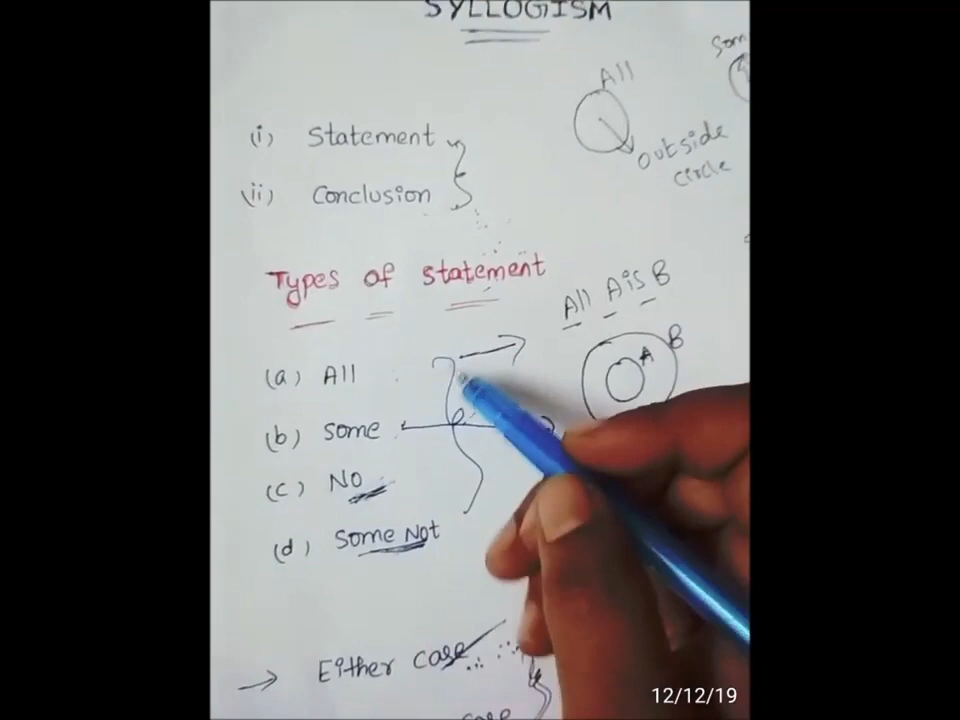 SYLLOGISM
All
outside
circle
(i) Statement
(ii) Conclusion
Types of statement
All A is B
A B
(a) All
(b) Some
(c) No
(d) Some Not
→ Either case
case
12/12/19